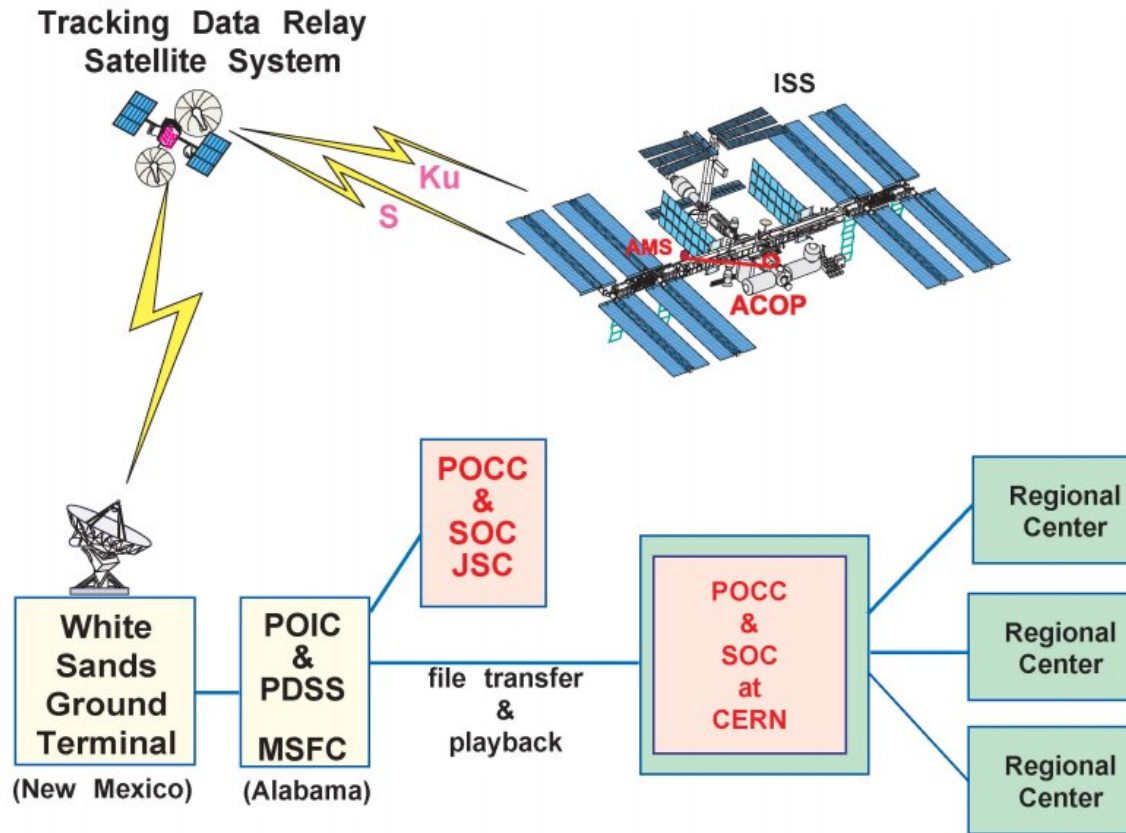 Tracking Data Relay
Satellite System
ISS
Ku
S
AMS
ACOP
POCC
&
SOC
JSC
White
Sands
Ground
Terminal
(New Mexico)
POIC
&
PDSS
MSFC
(Alabama)
file transfer
&
playback
POCC
&
SOC
at
CERN
Regional
Center
Regional
Center
Regional
Center